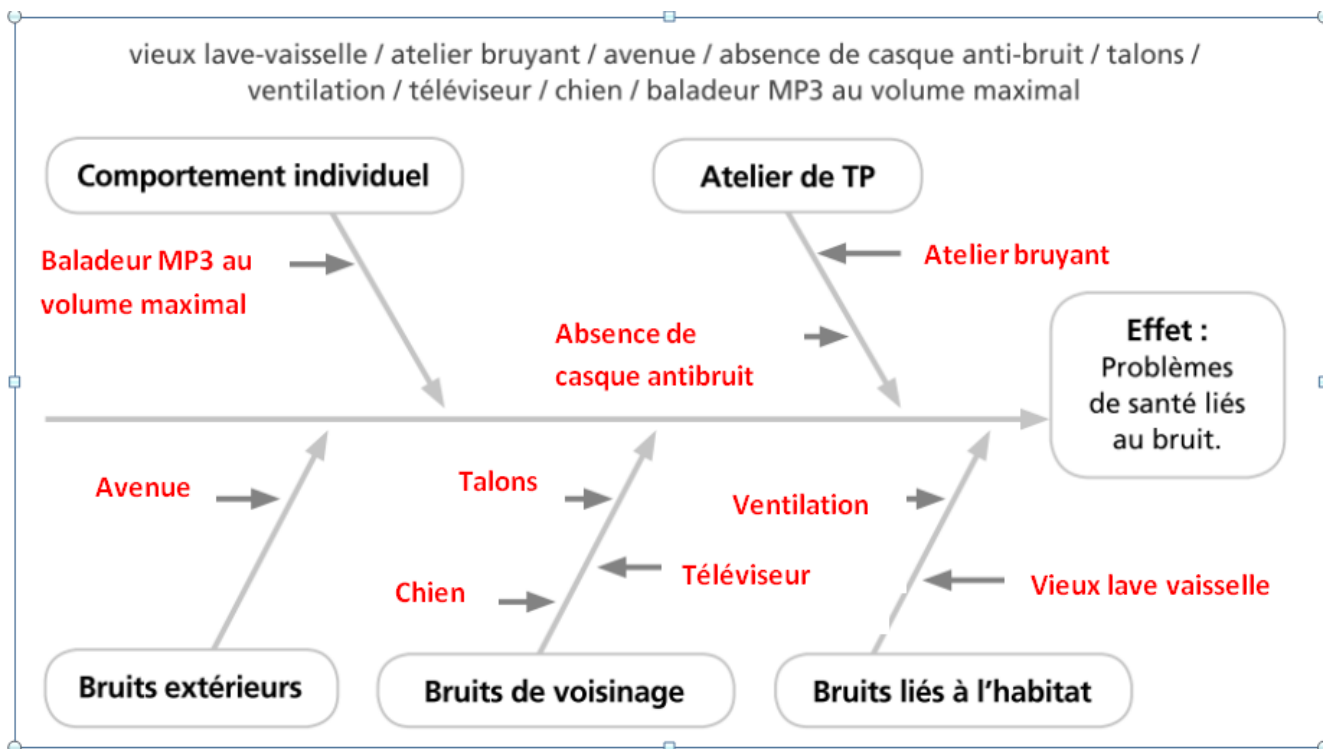 vieux lave-vaisselle / atelier bruyant / avenue / absence de casque anti-bruit / talons /
ventilation / téléviseur / chien / baladeur MP3 au volume maximal
Comportement individuel
Atelier de TP
Baladeur MP3 au
volume maximal
Atelier bruyant
Absence de
casque antibruit
Effet :
Problèmes
de santé liés
au bruit.
Avenue
Talons
Ventilation
Chien
Téléviseur
Vieux lave vaisselle
Bruits extérieurs
Bruits de voisinage
Bruits liés à l'habitat